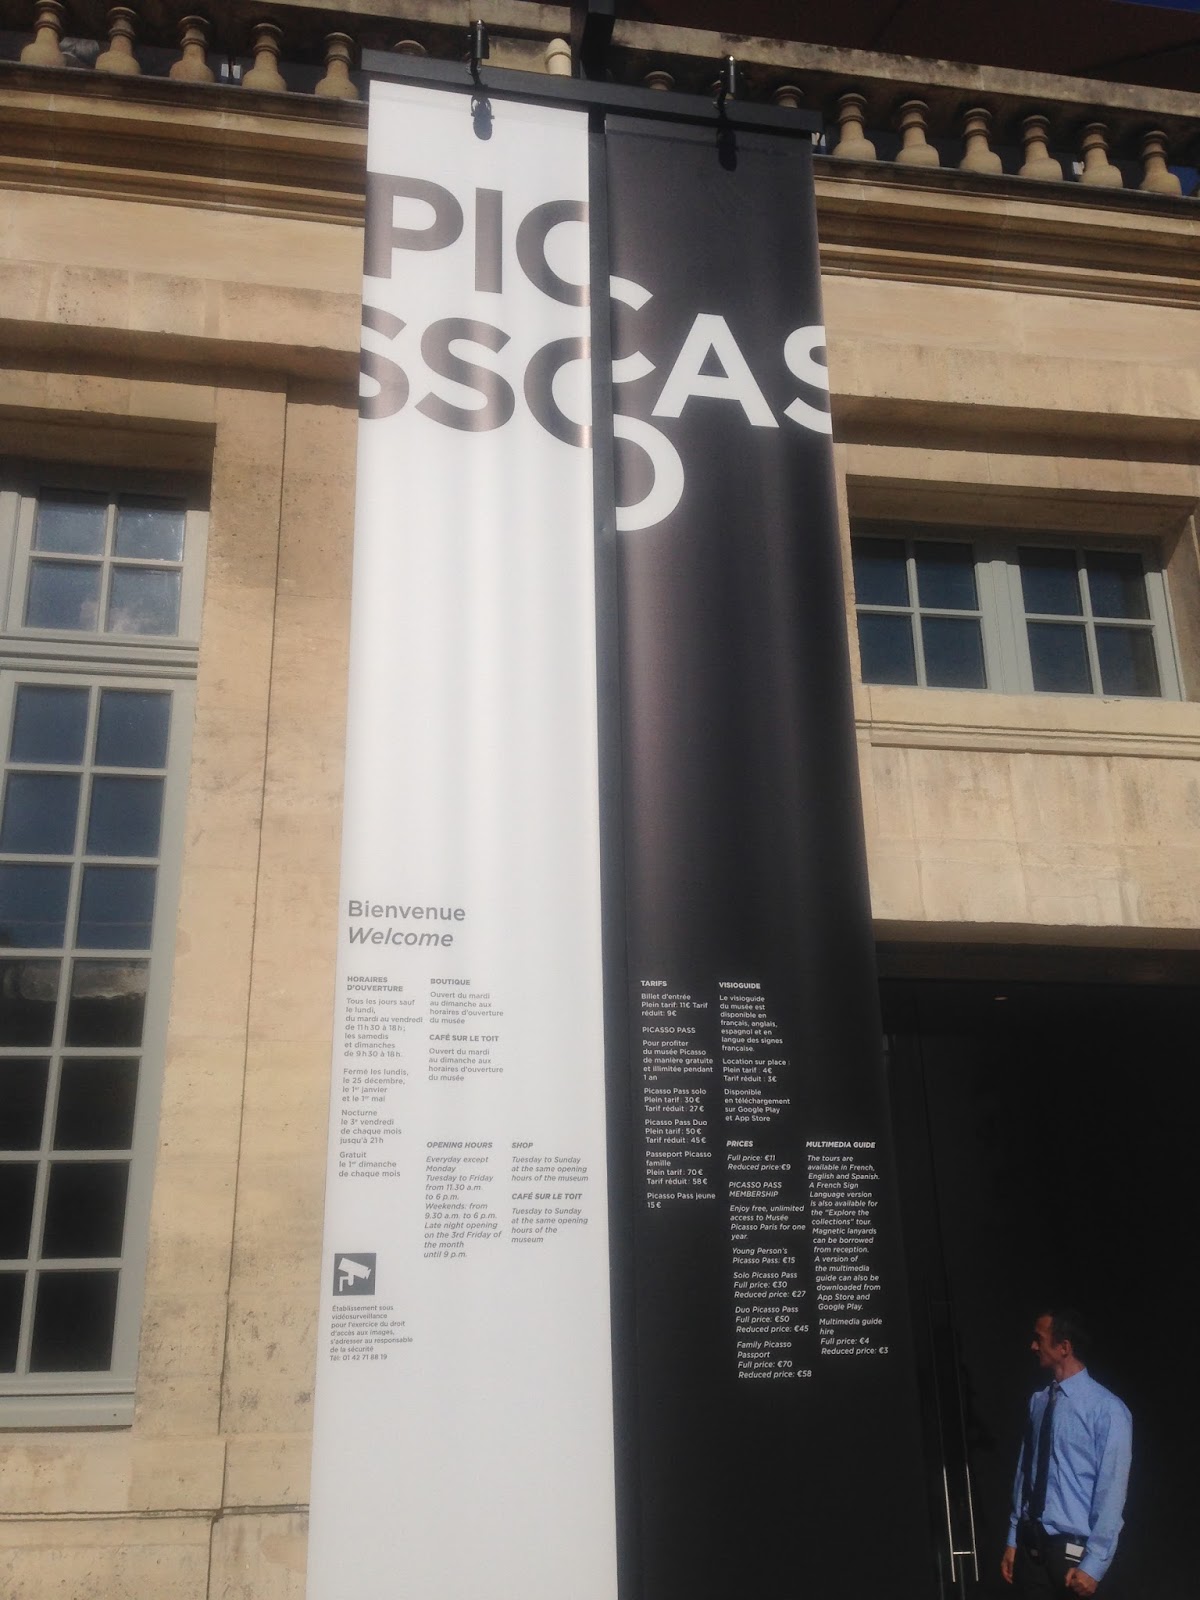 PIC
CAS
SSO
O
Bienvenue
Welcome
HORAIRES
D'OUVERTURE
Tous les jours sauf
le lundi,
du mardi au vendredi
de 11h30 à 18h;
les samedis
et dimanches
de 9h30 à 18h.
Fermé les lundis,
le 25 décembre,
le 1er janvier
et le 1er mai
Nocturne
le 3e vendredi
de chaque mois
jusqu'à 21h
Gratuit
le 1er dimanche
de chaque mois
BOUTIQUE
Ouvert du mardi
au dimanche aux
horaires d'ouverture
du musée
CAFÉ SUR LE TOIT
Ouvert du mardi
au dimanche aux
horaires d'ouverture
du musée
OPENING HOURS
Everyday except
Monday
Tuesday to Friday
from 11.30 a.m.
to 6 p.m.
Weekends: from
9.30 a.m. to 6 p.m.
Late night opening
on the 3rd Friday of
the month
until 9 p.m.
SHOP
Tuesday to Sunday
at the same opening
hours of the museum
CAFÉ SUR LE TOIT
Tuesday to Sunday
at the same opening
hours of the
museum
Établissement sous
vidéosurveillance
pour l'exercice du droit
d'accès aux images,
s'adresser au responsable
de la sécurité
Tél: 01 42 71 88 19
TARIFS
Billet d'entrée
Plein tarif: 11€ Tarif
réduit: 9€
PICASSO PASS
Pour profiter
du musée Picasso
de manière gratuite
et illimitée pendant
1 an
Picasso Pass solo
Plein tarif: 30 €
Tarif réduit: 27 €
Picasso Pass Duo
Plein tarif: 50 €
Tarif réduit: 45 €
Passeport Picasso
famille
Plein tarif: 70 €
Tarif réduit: 58 €
Picasso Pass jeune
15 €
VISIOGUIDE
Le visioguide
du musée est
disponible en
français, anglais,
espagnol et en
langue des signes
française.
Location sur place :
Plein tarif : 4€
Tarif réduit : 3€
Disponible
en téléchargement
sur Google Play
et App Store
PRICES
Full price: €11
Reduced price:€9
PICASSO PASS
MEMBERSHIP
Enjoy free, unlimited
access to Musée
Picasso Paris for one
year.
Young Person's
Picasso Pass: €15
Solo Picasso Pass
Full price: €30
Reduced price: €27
Duo Picasso Pass
Full price: €50
Reduced price: €45
Family Picasso
Passport
Full price: €70
Reduced price: €58
MULTIMEDIA GUIDE
The tours are
available in French,
English and Spanish.
A French Sign
Language version
is also available for
the "Explore the
collections" tour.
Magnetic lanyards
can be borrowed
from reception.
A version of
the multimedia
guide can also be
downloaded from
App Store and
Google Play.
Multimedia guide
hire
Full price: €4
Reduced price: €3